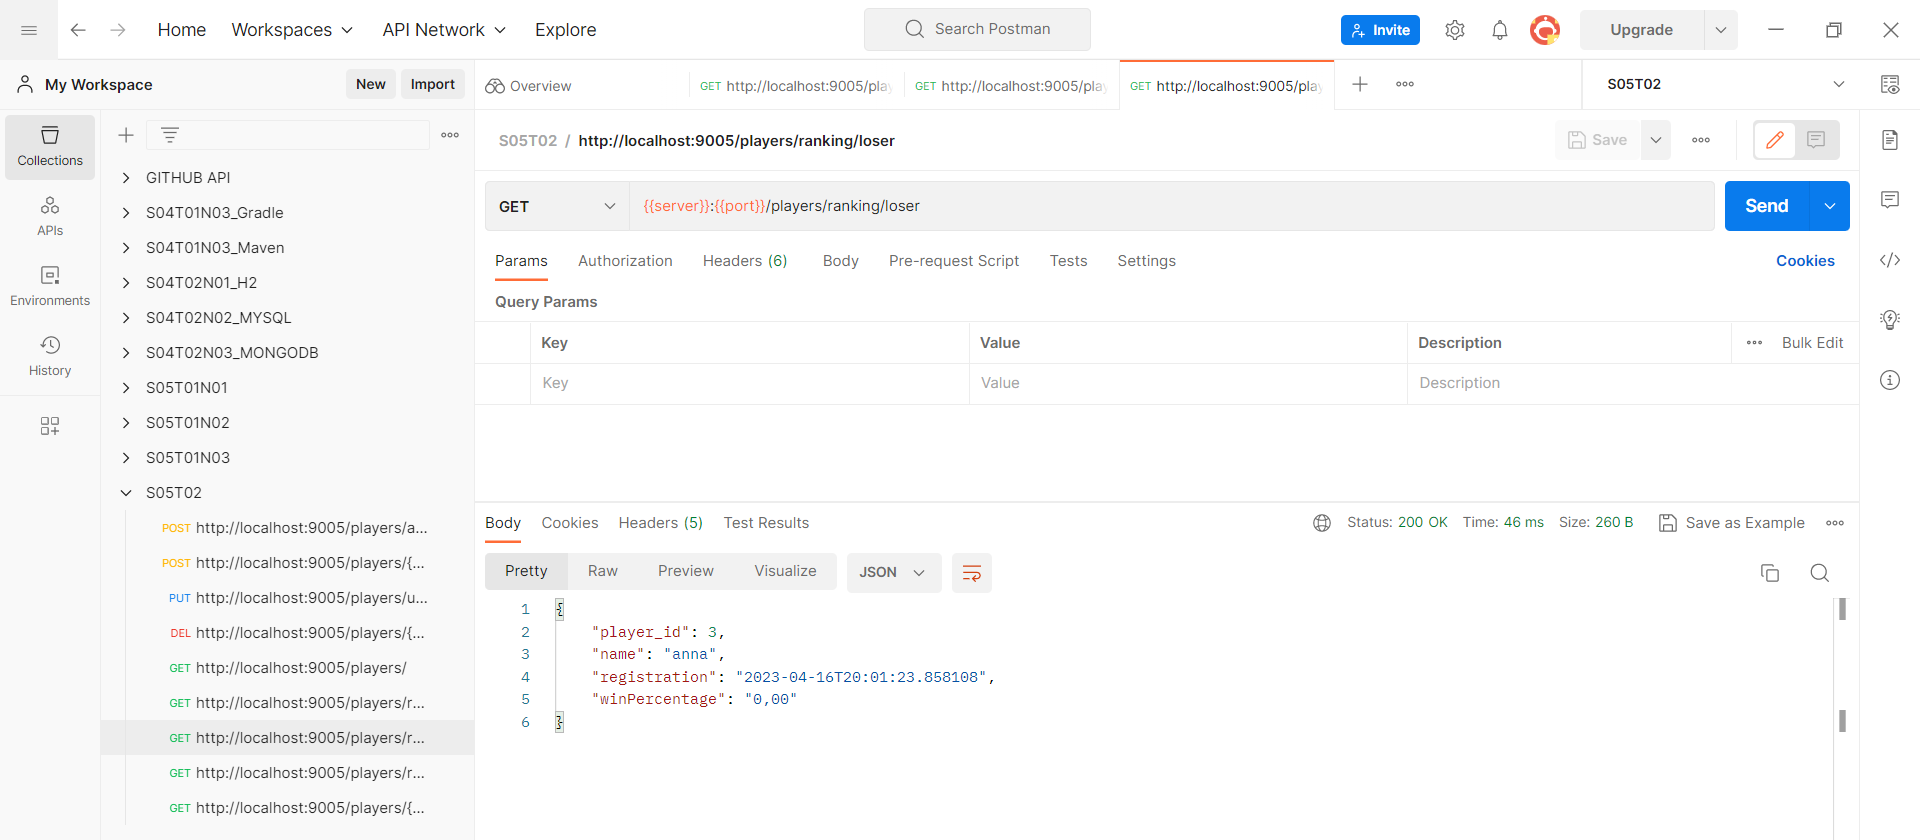 Home
Workspaces
API Network
Explore
Search Postman
Invite
Upgrade
My Workspace
New
Import
Overview
GET http://localhost:9005/pla
GET http://localhost:9005/pla
GET http://localhost:9005/pla
S05T02
Collections
APIs
Environments
History
GITHUB API
S04T01N03_Gradle
S04T01N03_Maven
S04T02N01_H2
S04T02N02_MYSQL
S04T02N03_MONGODB
S05T01N01
S05T01N02
S05T01N03
S05T02
POST http://localhost:9005/players/a...
POST http://localhost:9005/players/{...
PUT http://localhost:9005/players/u...
DEL http://localhost:9005/players/{...
GET http://localhost:9005/players/
GET http://localhost:9005/players/r...
GET http://localhost:9005/players/r...
GET http://localhost:9005/players/r...
GET http://localhost:9005/players/{...
S05T02 / http://localhost:9005/players/ranking/loser
Save
GET
{{server}}:{{port}}/players/ranking/loser
Send
Params
Authorization
Headers (6)
Body
Pre-request Script
Tests
Settings
Cookies
Query Params
Key
Value
Description
Bulk Edit
Key
Value
Description
Body
Cookies
Headers (5)
Test Results
Status: 200 OK
Time: 46 ms
Size: 260 B
Save as Example
Pretty
Raw
Preview
Visualize
JSON
1 {
2 "player_id": 3,
3 "name": "anna",
4 "registration": "2023-04-16T20:01:23.858108",
5 "winPercentage": "0,00"
6 }